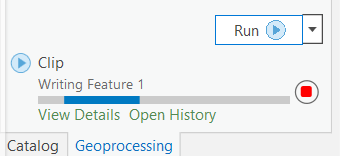 Run
Clip
Writing Feature 1
View Details Open History
Catalog Geoprocessing